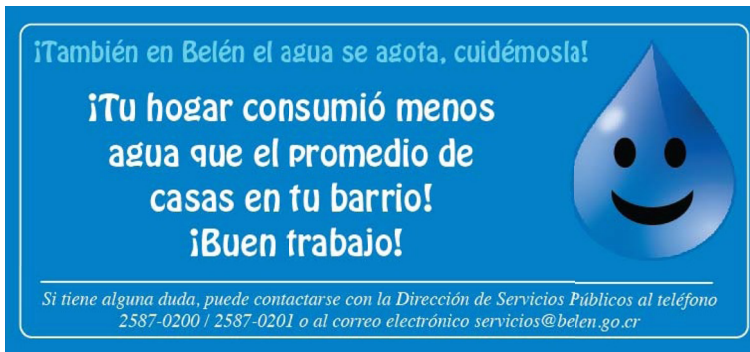 ¡También en Belén el agua se agota, cuidémosla!
¡Tu hogar consumió menos
agua que el promedio de
casas en tu barrio!
¡Buen trabajo!
Si tiene alguna duda, puede contactarse con la Dirección de Servicios Públicos al teléfono
2587-0200 / 2587-0201 o al correo electrónico servicios@belen.go.cr